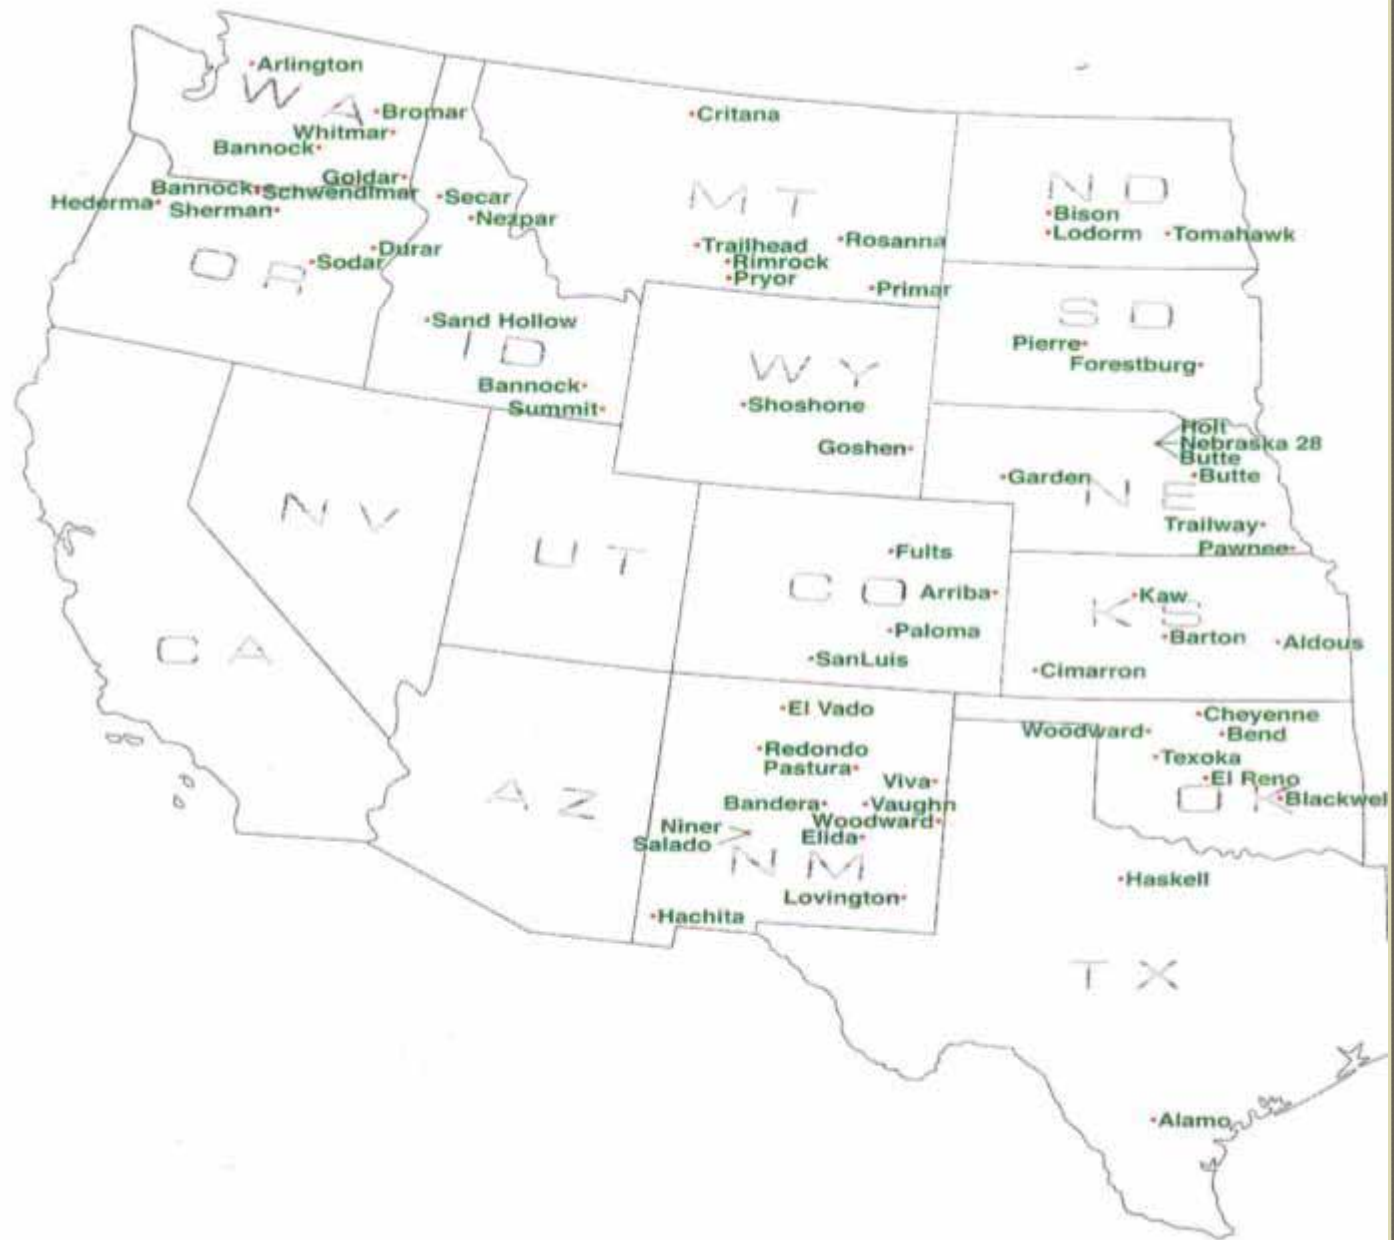 Arlington
WA
Bromar
Whitmar
Bannock
Goldar
Bannock
Schwendimar
Hederma
Sherman
Durar
Sodar
OR
Secar
Nezpar
Sand Hollow
ID
Bannock
Summit
Critana
MT
Trailhead
Rosanna
Rimrock
Pryor
Primar
ND
Bison
Lodorm
Tomahawk
SD
Pierre
Forestburg
WY
Shoshone
Goshen
Holt
Nebraska 28
Butte
Garden
Butte
NE
Trailway
Pawnee
NV
UT
CA
Fults
CO
Arriba
Paloma
SanLuis
Kaw
KS
Barton
Aldous
Cimarron
El Vado
Redondo
Pastura
Viva
Bandera
Vaughn
Woodward
Niner
Elida
Salado
NM
Lovington
Hachita
AZ
Cheyenne
Woodward
Bend
Texoka
El Reno
OK
Blackwel
Haskell
TX
Alamo